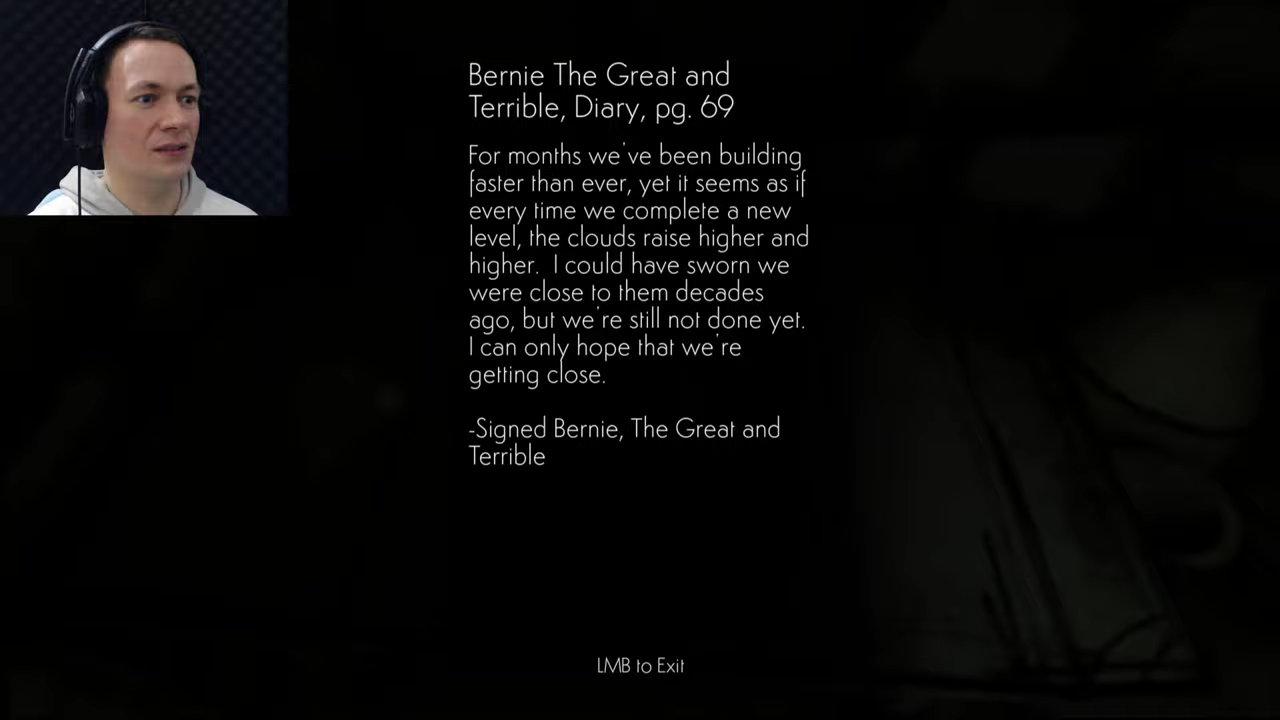 Bernie The Great and
Terrible, Diary, pg. 69
For months we've been building
faster than ever, yet it seems as if
every time we complete a new
level, the clouds raise higher and
higher.  I could have sworn we
were close to them decades
ago, but we're still not done yet.
I can only hope that we're
getting close.
-Signed Bernie, The Great and
Terrible
LMB to Exit